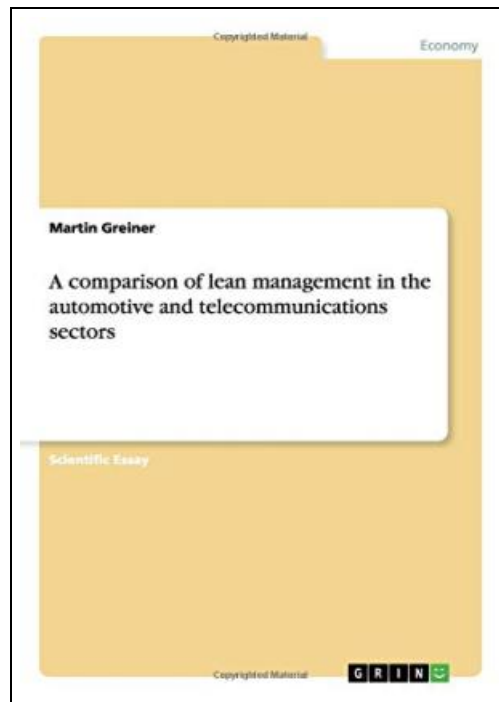 Copyrighted Material
Economy
Martin Greiner
A comparison of lean management in the
automotive and telecommunications
sectors
Scientific Essay
Copyrighted Material
GRIN